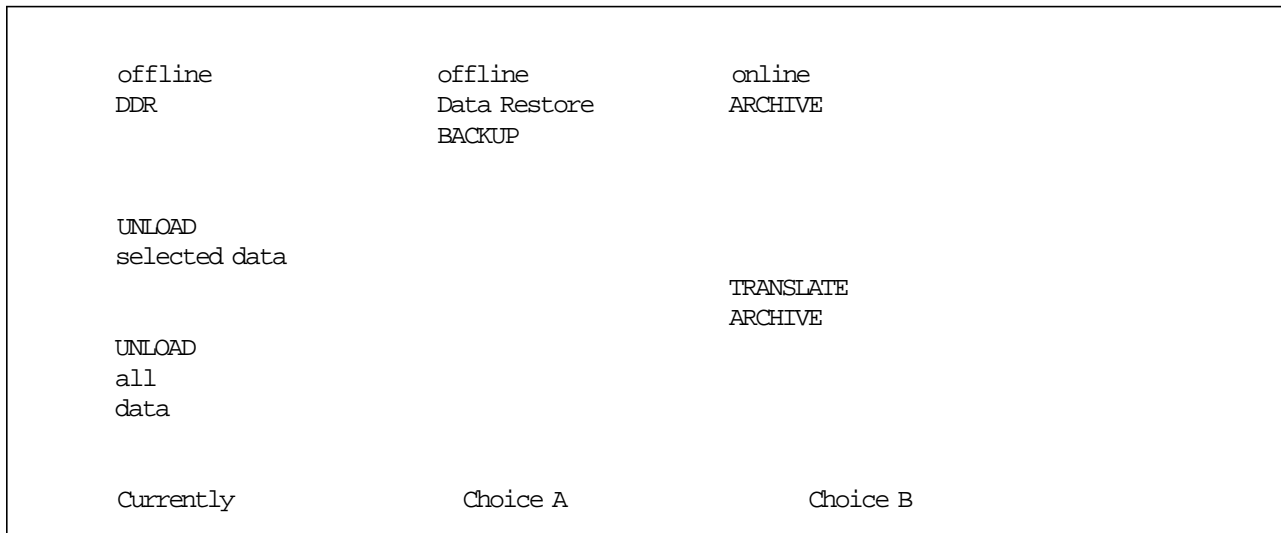 offline offline online
DDR Data Restore ARCHIVE
BACKUP
UNLOAD
selected data
TRANSLATE
ARCHIVE
UNLOAD
all
data
Currently Choice A Choice B